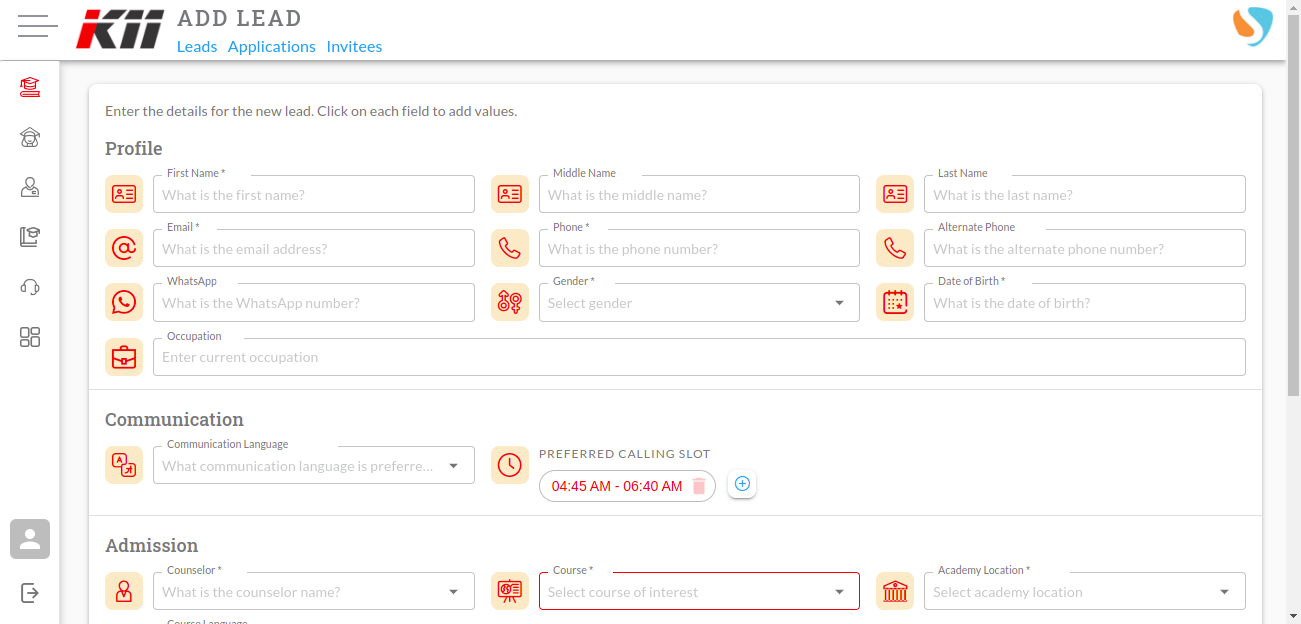 KIII
ADD LEAD
Leads Applications Invitees
Enter the details for the new lead. Click on each field to add values.
Profile
First Name *
What is the first name?
Middle Name
What is the middle name?
Last Name
What is the last name?
Email *
What is the email address?
Phone *
What is the phone number?
Alternate Phone
What is the alternate phone number?
WhatsApp
What is the WhatsApp number?
Gender *
Select gender
Date of Birth *
What is the date of birth?
Occupation
Enter current occupation
Communication
Communication Language
What communication language is preferre...
PREFERRED CALLING SLOT
04:45 AM - 06:40 AM
Admission
Counselor *
What is the counselor name?
Course *
Select course of interest
Academy Location *
Select academy location
Course Language